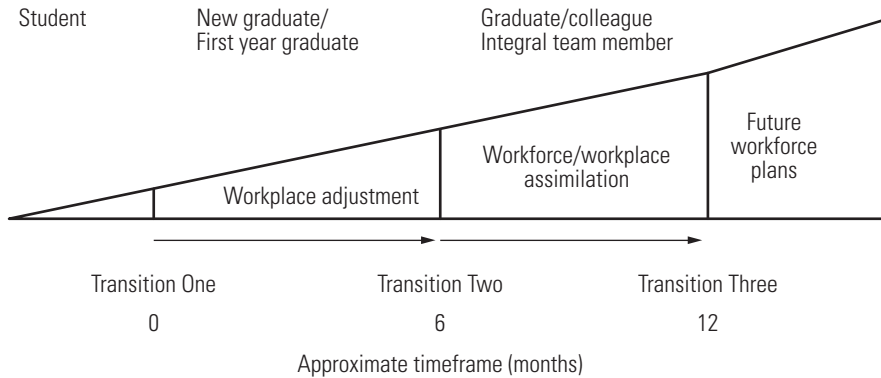 Student
New graduate/
First year graduate
Graduate/colleague
Integral team member
Workplace adjustment
Workforce/workplace
assimilation
Future
workforce
plans
Transition One
Transition Two
Transition Three
0
6
12
Approximate timeframe (months)